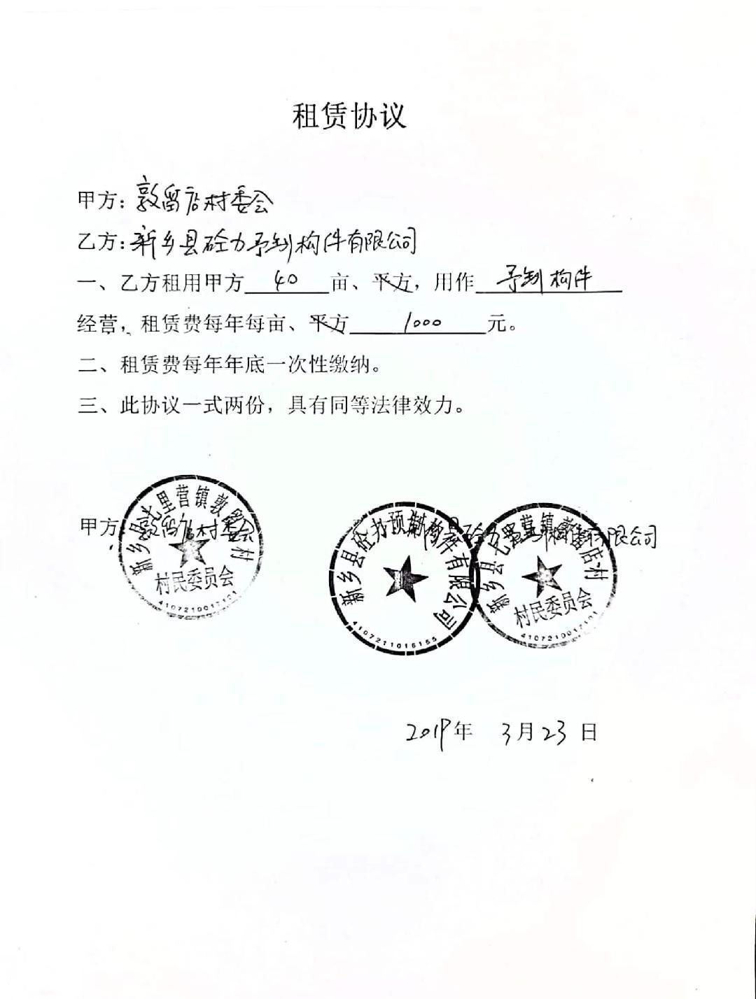 租赁协议
甲方：敦留店村委会
乙方：新乡县砼力予制构件有限公司
一、乙方租用甲方 40 亩、平方，用作 予制构件
经营，租赁费每年每亩、平方 1000 元。
二、租赁费每年年底一次性缴纳。
三、此协议一式两份，具有同等法律效力。
甲方：敦留店村委会
砼力 构件有限公司
新乡县七里营镇敦留店村
村民委员会
4107210017101
新乡县砼力预制构件有限公司
4107211016155
新乡县七里营镇敦留店村
村民委员会
4107210017101
2019年 3月23日